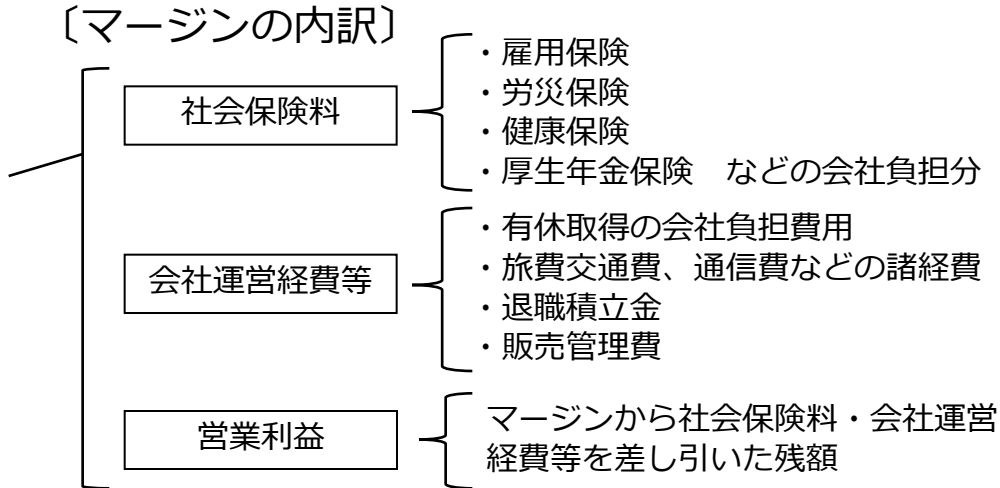 〔マージンの内訳〕
社会保険料
・雇用保険
・労災保険
・健康保険
・厚生年金保険　などの会社負担分
会社運営経費等
・有休取得の会社負担費用
・旅費交通費、通信費などの諸経費
・退職積立金
・販売管理費
営業利益
マージンから社会保険料・会社運営
経費等を差し引いた残額